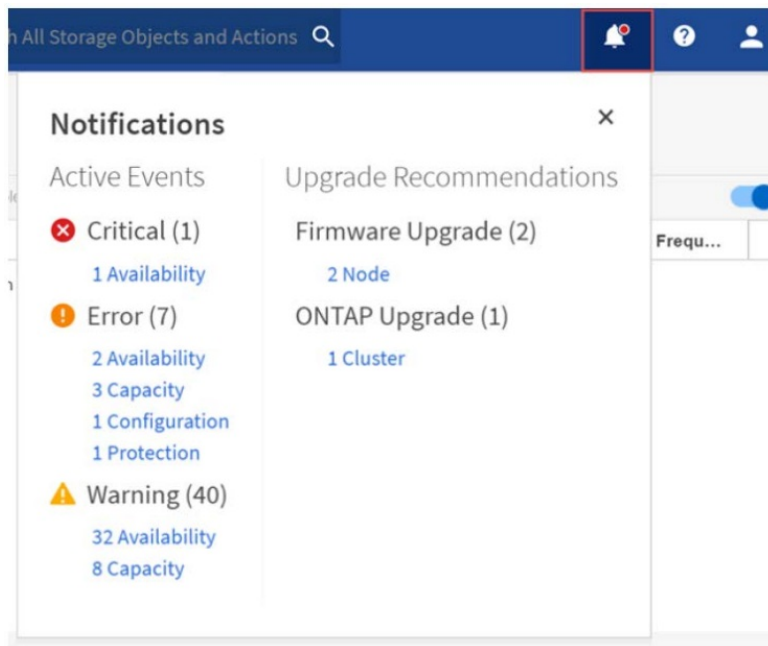 All Storage Objects and Actions
Notifications
Active Events
Critical (1)
1 Availability
Error (7)
2 Availability
3 Capacity
1 Configuration
1 Protection
Warning (40)
32 Availability
8 Capacity
Upgrade Recommendations
Firmware Upgrade (2)
2 Node
ONTAP Upgrade (1)
1 Cluster
Frequ...